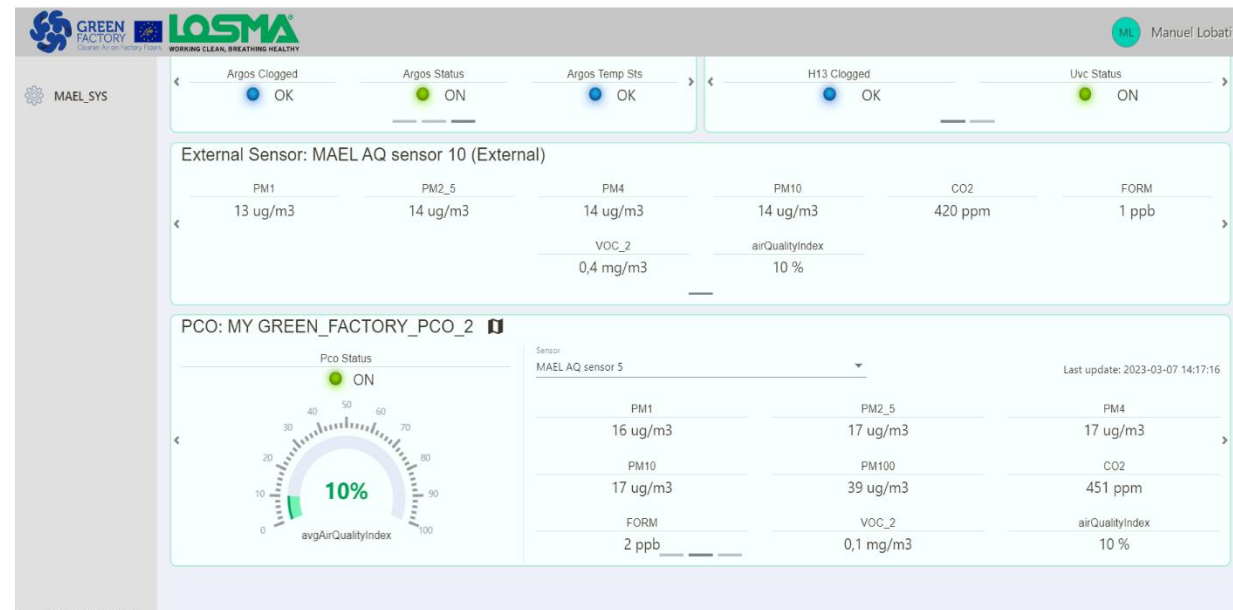 GREEN
FACTORY
Cleaner Air on Factory Floors
LOSMA
WORKING CLEAN, BREATHING HEALTHY
ML Manuel Lobati
MAEL_SYS
Argos Clogged Argos Status Argos Temp Sts H13 Clogged Uvc Status
OK ON OK OK ON
External Sensor: MAEL AQ sensor 10 (External)
PM1 PM2_5 PM4 PM10 CO2 FORM
13 ug/m3 14 ug/m3 14 ug/m3 14 ug/m3 420 ppm 1 ppb
VOC_2 airQualityIndex
0,4 mg/m3 10 %
PCO: MY GREEN_FACTORY_PCO_2
Pco Status
ON
0 10 20 30 40 50 60 70 80 90 100
10%
avgAirQualityIndex
Sensor
MAEL AQ sensor 5
Last update: 2023-03-07 14:17:16
PM1 PM2_5 PM4
16 ug/m3 17 ug/m3 17 ug/m3
PM10 PM100 CO2
17 ug/m3 39 ug/m3 451 ppm
FORM VOC_2 airQualityIndex
2 ppb 0,1 mg/m3 10 %